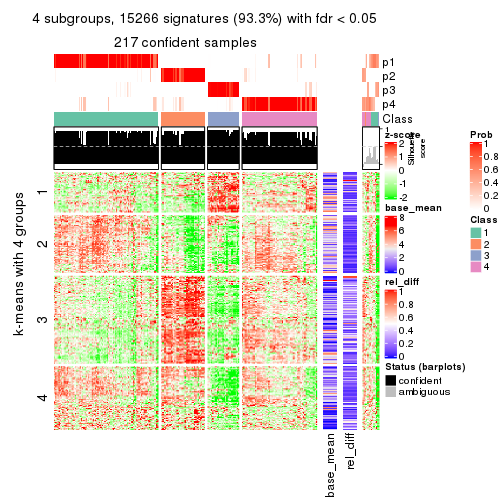 4 subgroups, 15266 signatures (93.3%) with fdr < 0.05
217 confident samples
p1
p2
p3
p4
Class
Silhouette
score
k-means with 4 groups
1
2
3
4
base_mean
rel_diff
z-score
2
1
0
-1
-2
base_mean
8
6
4
2
0
rel_diff
1
0.8
0.6
0.4
0.2
0
Status (barplots)
confident
ambiguous
Prob
1
0.8
0.6
0.4
0.2
0
Class
1
2
3
4